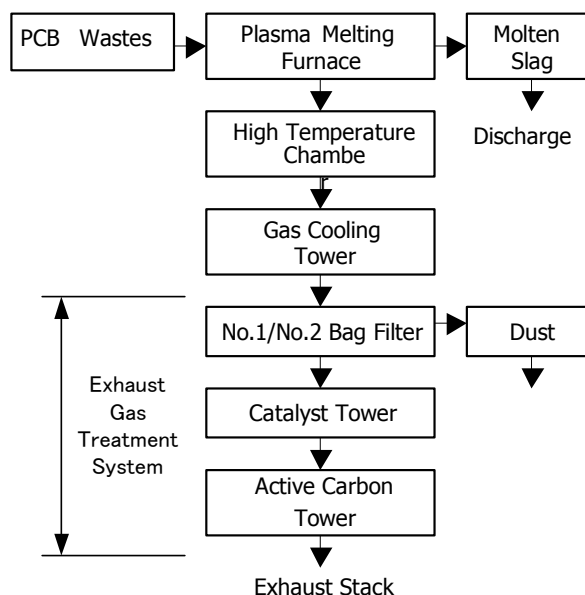 PCB Wastes
Plasma Melting
Furnace
Molten
Slag
Discharge
High Temperature
Chambe
r
Gas Cooling
Tower
No.1/No.2 Bag Filter
Dust
Exhaust
Gas
Treatment
System
Catalyst Tower
Active Carbon
Tower
Exhaust Stack